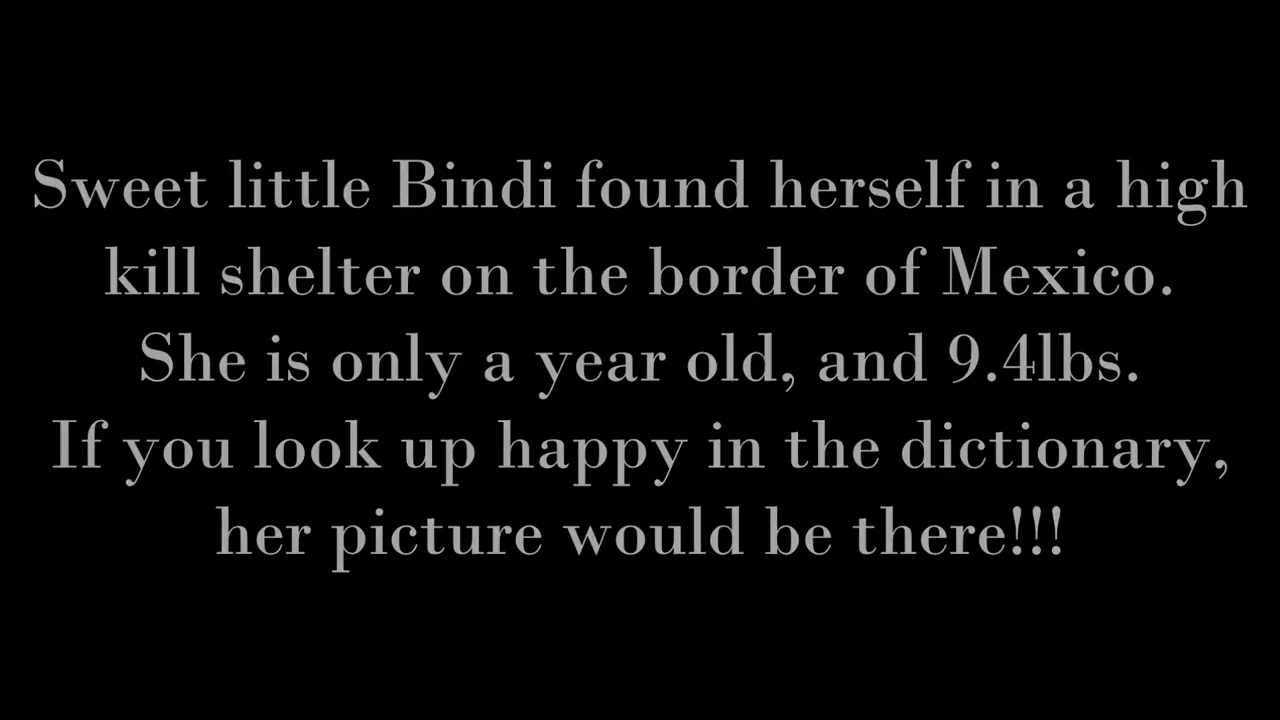 Sweet little Bindi found herself in a high
kill shelter on the border of Mexico.
She is only a year old, and 9.4lbs.
If you look up happy in the dictionary,
her picture would be there!!!